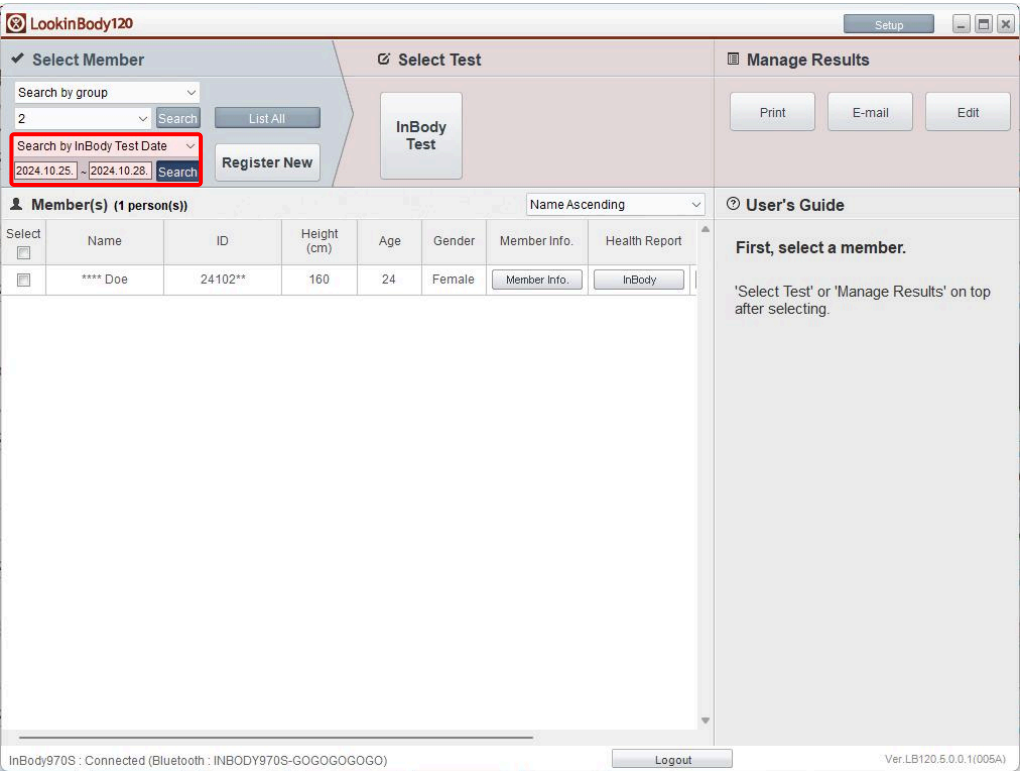 LookinBody120
Setup
Select Member
Search by group
2
Search
List All
Search by InBody Test Date
2024.10.25. ~ 2024.10.28. Search
Register New
Select Test
InBody
Test
Manage Results
Print E-mail Edit
Member(s) (1 person(s))
Name Ascending
Select Name ID Height (cm) Age Gender Member Info. Health Report
**** Doe 24102** 160 24 Female Member Info. InBody
User's Guide
First, select a member.
'Select Test' or 'Manage Results' on top
after selecting.
InBody970S : Connected (Bluetooth : INBODY970S-GOGOGOGOGO)
Logout
Ver.LB120.5.0.0.1(005A)